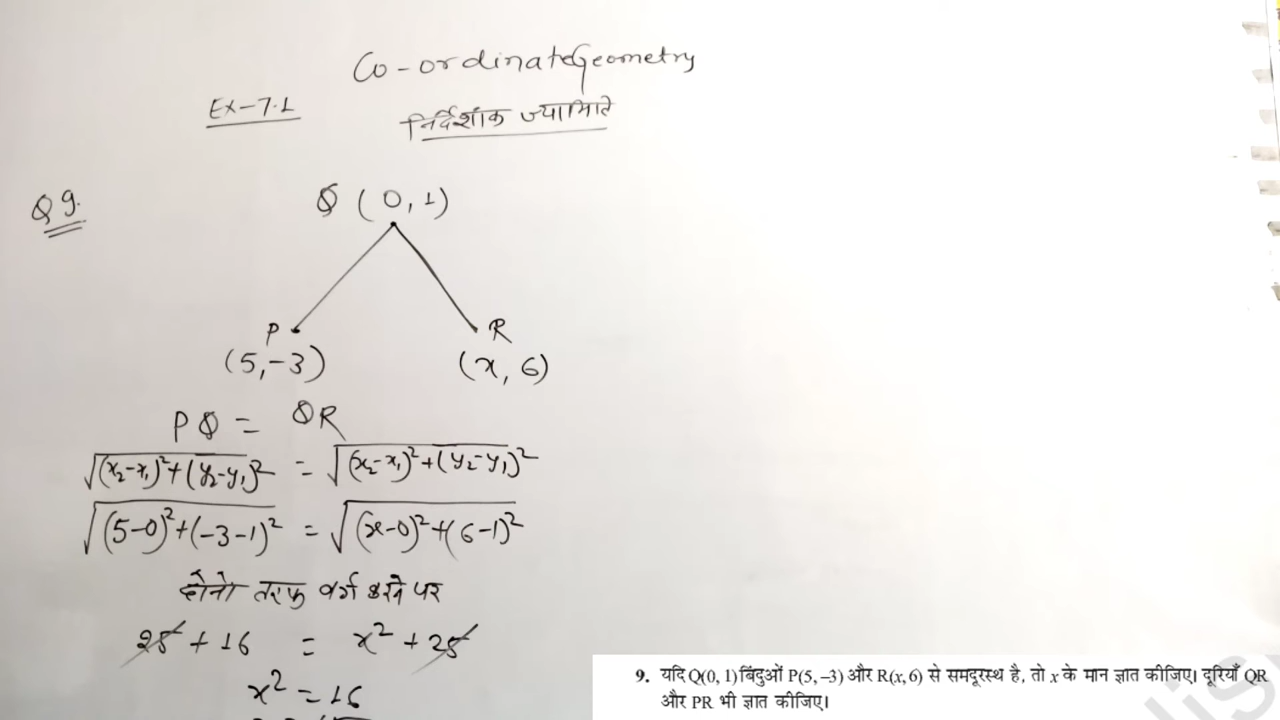 Co-ordinate Geometry
Ex-7.1
निर्देशांक ज्यामिति
Q 9.
Q (0, 1)
P
R
(5, -3)
(x, 6)
PQ = QR
√(x₂-x₁)²+(y₂-y₁)² = √(x₂-x₁)²+(y₂-y₁)²
√(5-0)²+(-3-1)² = √(x-0)²+(6-1)²
दोनो तरफ वर्ग करने पर
25 + 16 = x² + 25
x² = 16
9. यदि Q(0, 1) बिंदुओं P(5, –3) और R(x, 6) से समदूरस्थ है, तो x के मान ज्ञात कीजिए। दूरियाँ QR
और PR भी ज्ञात कीजिए।